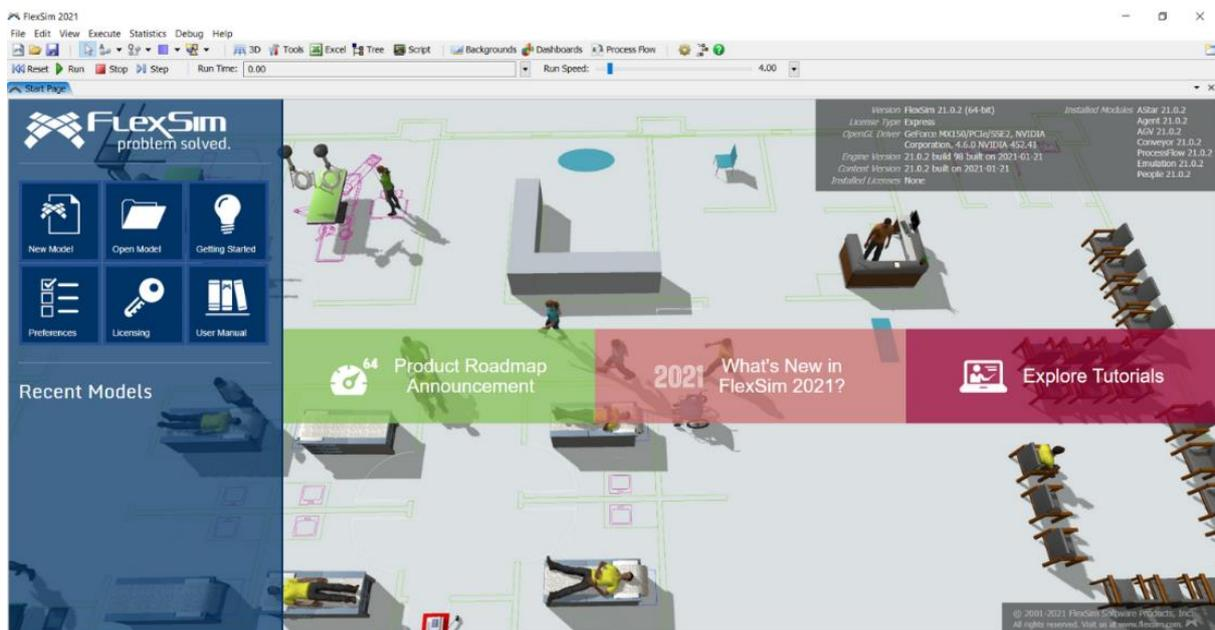 FlexSim 2021
File Edit View Execute Statistics Debug Help
3D Tools Excel Tree Script Backgrounds Dashboards Process Flow
Reset Run Stop Step Run Time: 0.00 Run Speed: 4.00
Start Page
FLEXSIM
problem solved.
New Model Open Model Getting Started
Preferences Licensing User Manual
Recent Models
Version FlexSim 21.0.2 (64-bit)
License Type Express
OpenGL Driver GeForce MX150/PCIe/SSE2, NVIDIA
Corporation, 4.6.0 NVIDIA 452.41
Engine Version 21.0.2 build 98 built on 2021-01-21
Content Version 21.0.2 built on 2021-01-21
Installed Licenses None
Installed Modules AStar 21.0.2
Agent 21.0.2
AGV 21.0.2
Conveyor 21.0.2
ProcessFlow 21.0.2
Emulation 21.0.2
People 21.0.2
64 Product Roadmap
Announcement
2021 What's New in
FlexSim 2021?
Explore Tutorials
© 2001-2021 FlexSim Software Products, Inc.
All rights reserved. Visit us at www.flexsim.com.